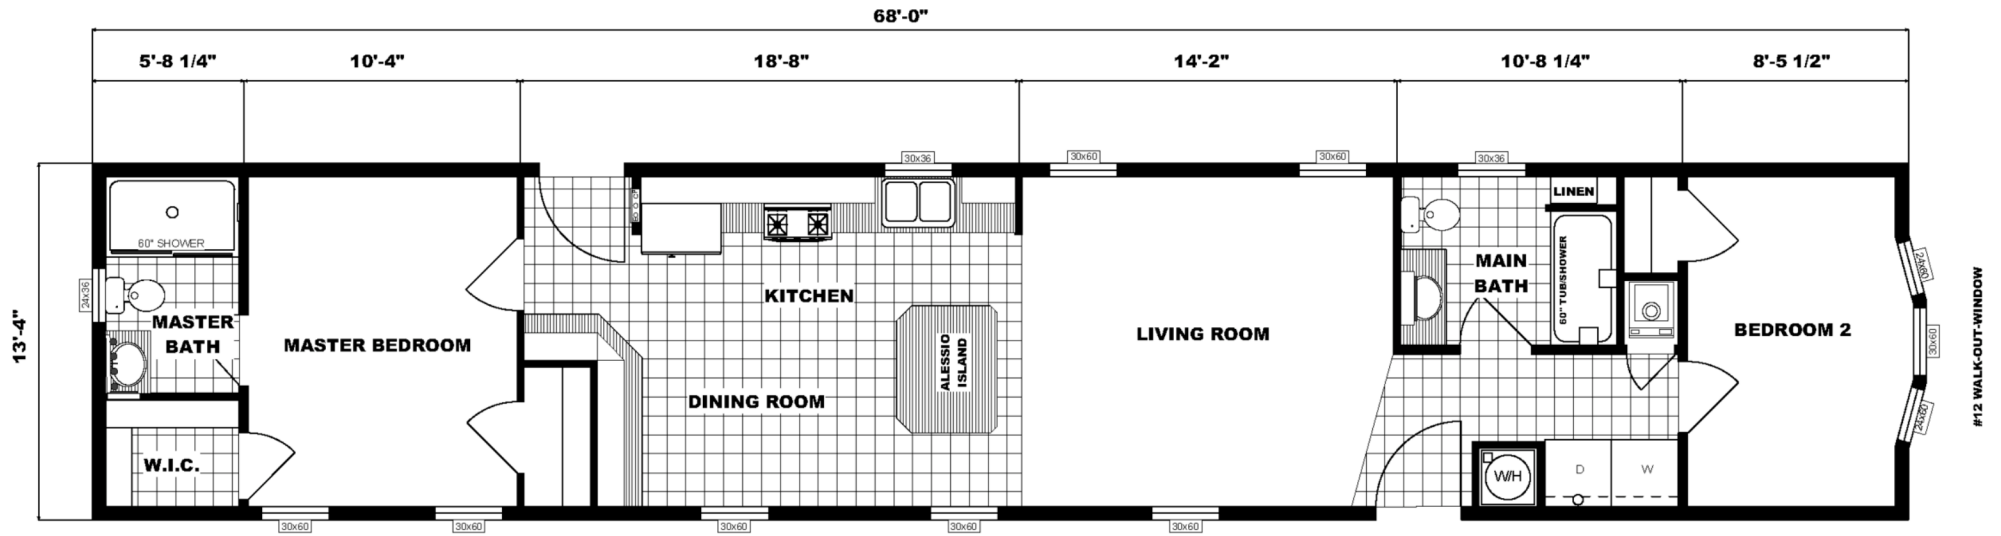 68'-0"
5'-8 1/4"
10'-4"
18'-8"
14'-2"
10'-8 1/4"
8'-5 1/2"
13'-4"
30x36
30x60
30x60
30x36
60" SHOWER
24x36
MASTER
BATH
W.I.C.
MASTER BEDROOM
KITCHEN
DINING ROOM
ALESSIO
ISLAND
LIVING ROOM
LINEN
MAIN
BATH
60" TUB/SHOWER
W/H
D
W
BEDROOM 2
24x60
30x60
24x60
#12 WALK-OUT-WINDOW
30x60
30x60
30x60
30x60
30x60